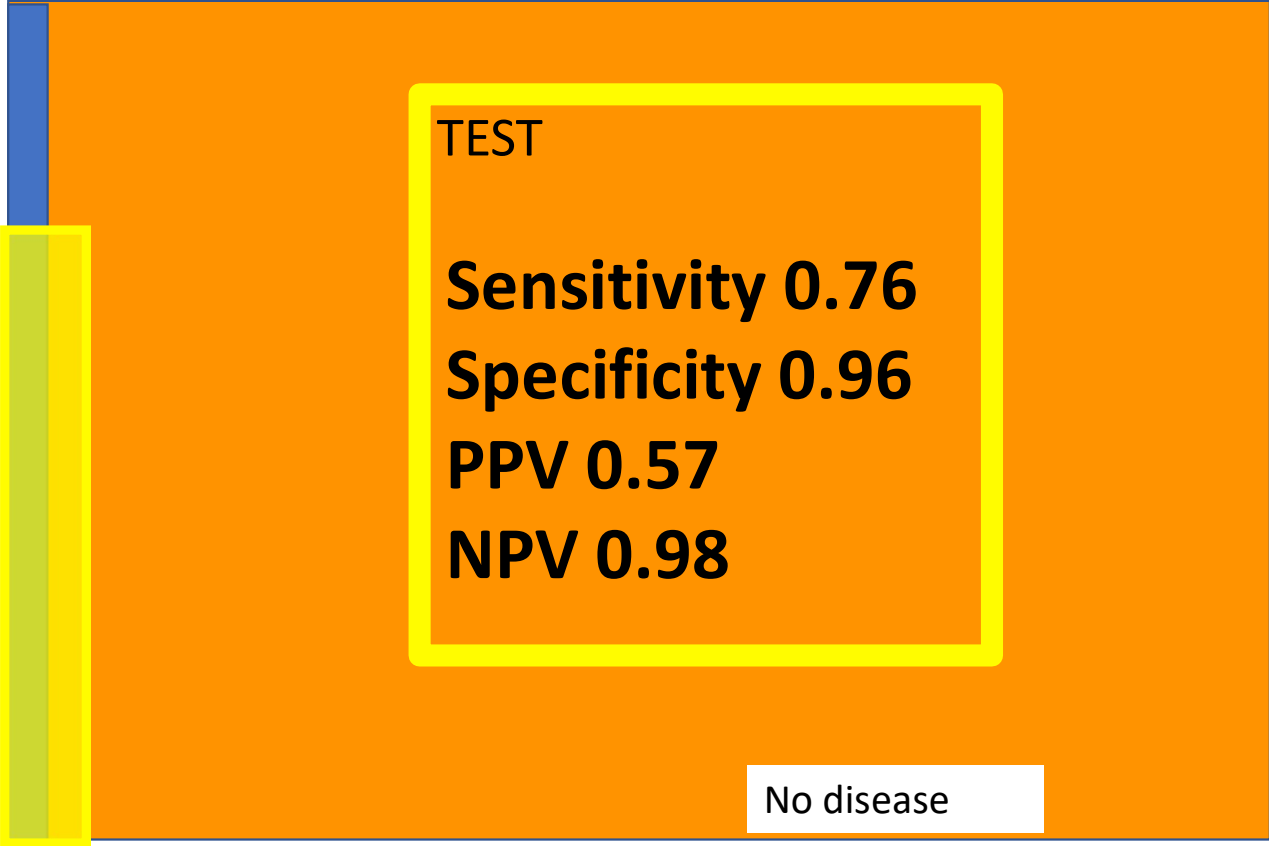 TEST
Sensitivity 0.76
Specificity 0.96
PPV 0.57
NPV 0.98
No disease